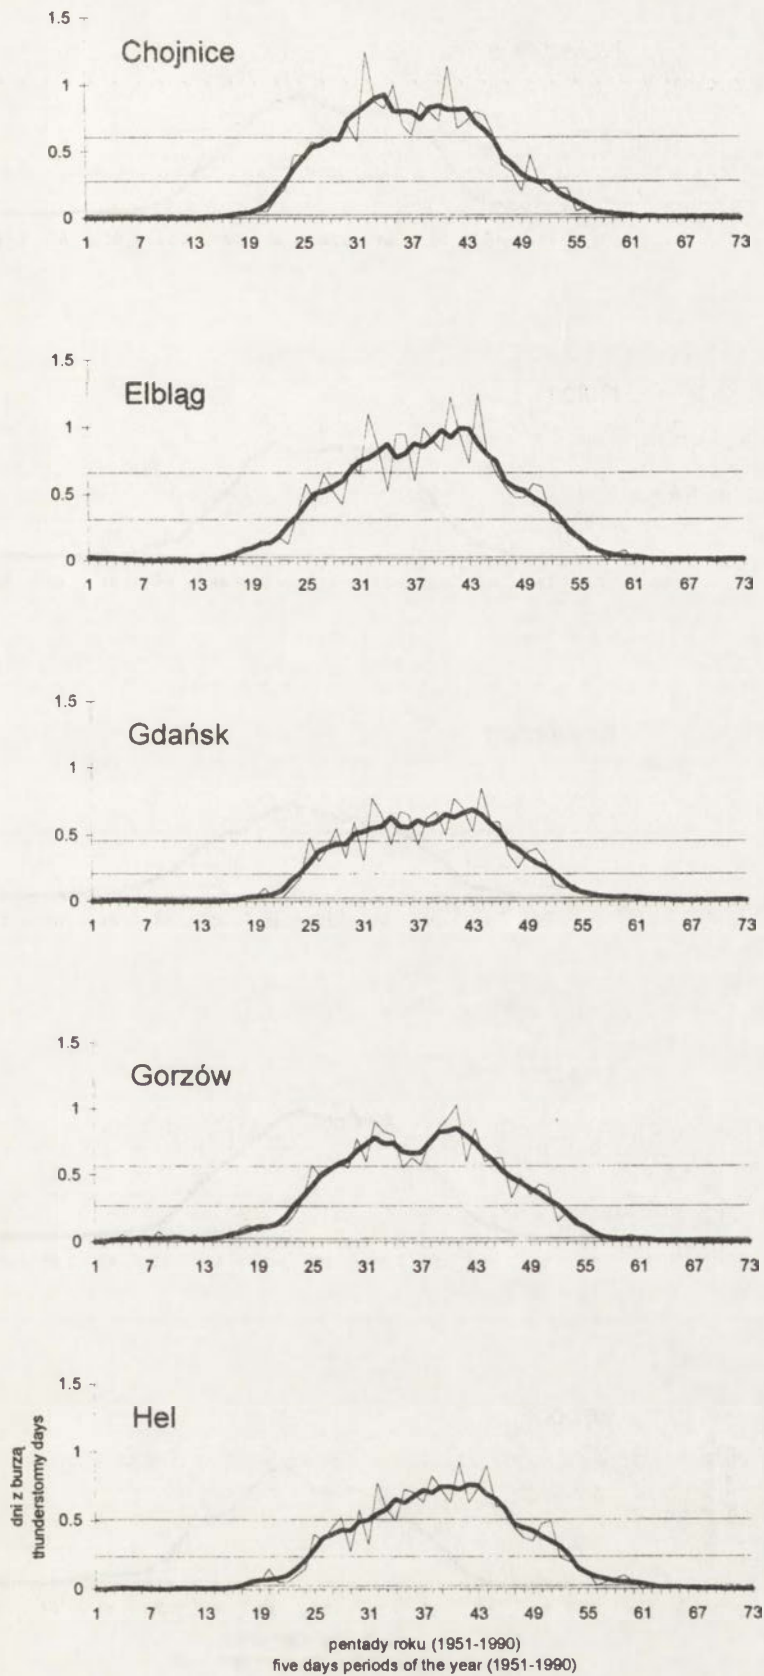 1.5
Chojnice
1
0.5
0
1 7 13 19 25 31 37 43 49 55 61 67 73
1.5
Elbląg
1
0.5
0
1 7 13 19 25 31 37 43 49 55 61 67 73
1.5
Gdańsk
1
0.5
0
1 7 13 19 25 31 37 43 49 55 61 67 73
1.5
Gorzów
1
0.5
0
1 7 13 19 25 31 37 43 49 55 61 67 73
1.5
Hel
1
0.5
0
dni z burzą
thunderstormy days
1 7 13 19 25 31 37 43 49 55 61 67 73
pentady roku (1951-1990)
five days periods of the year (1951-1990)